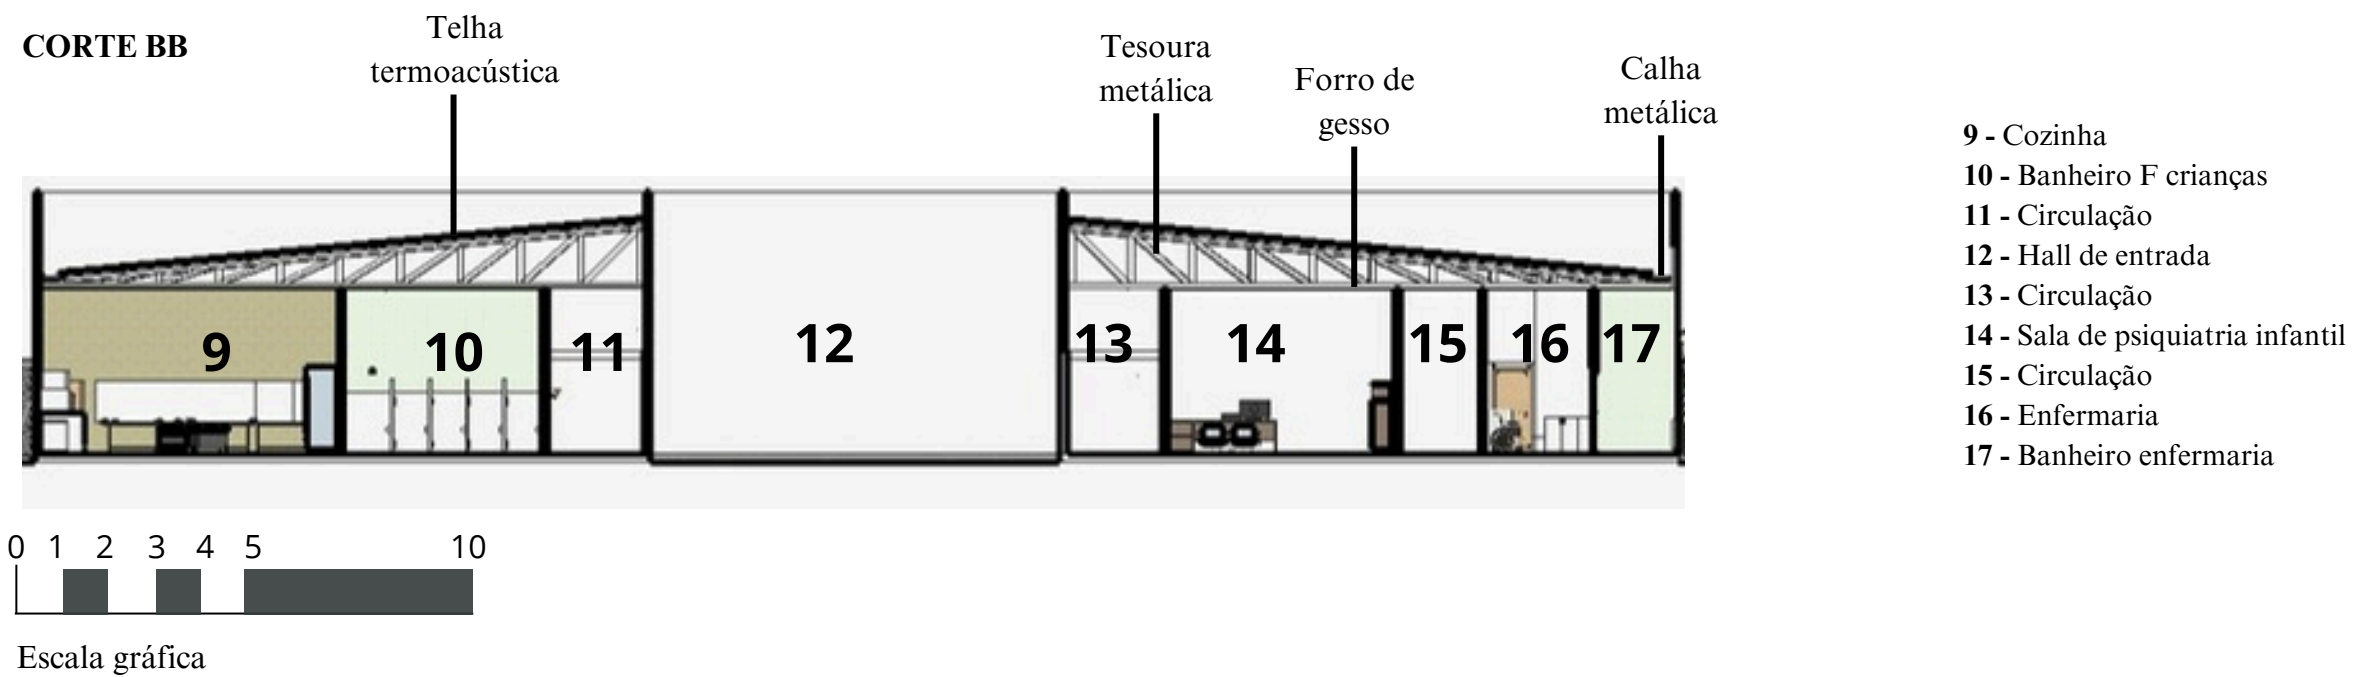 CORTE BB
Telha
termoacústica
Tesoura
metálica
Forro de
gesso
Calha
metálica
9 10 11 12 13 14 15 16 17
9 - Cozinha
10 - Banheiro F crianças
11 - Circulação
12 - Hall de entrada
13 - Circulação
14 - Sala de psiquiatria infantil
15 - Circulação
16 - Enfermaria
17 - Banheiro enfermaria
0 1 2 3 4 5 10
Escala gráfica